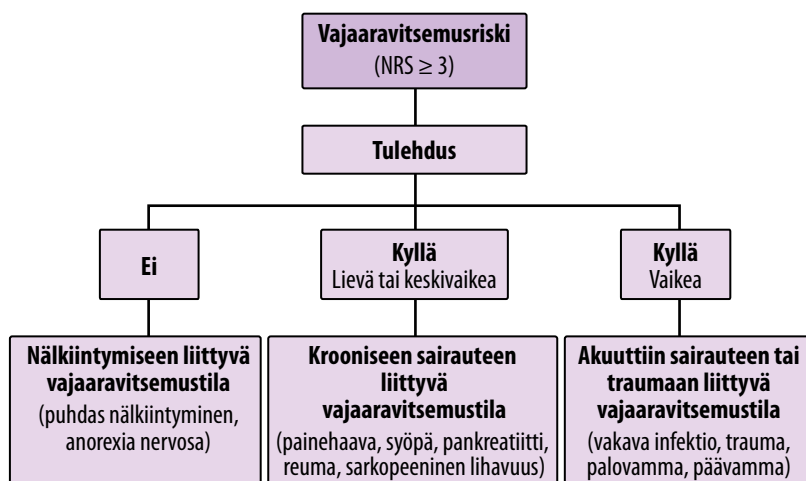 Vajaaravitsemusriski
(NRS ≥ 3)
Tulehdus
Ei
Kyllä
Lievä tai keskivaikea
Kyllä
Vaikea
Nälkiintymiseen liittyvä
vajaaravitsemustila
(puhdas nälkiintyminen,
anorexia nervosa)
Krooniseen sairauteen
liittyvä
vajaaravitsemustila
(painehaava, syöpä, pankreatiitti,
reuma, sarkopeeninen lihavuus)
Akuuttiin sairauteen tai
traumaan liittyvä
vajaaravitsemustila
(vakava infektio, trauma,
palovamma, päävamma)